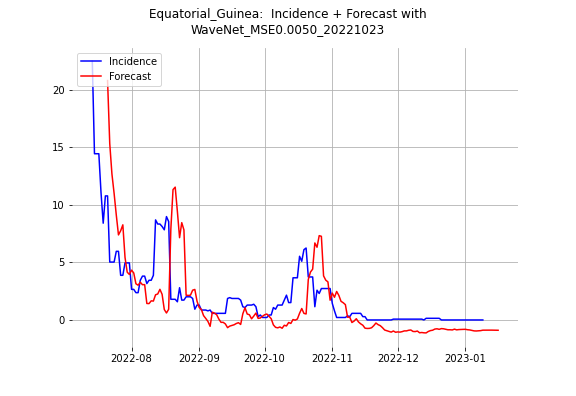 Equatorial_Guinea:  Incidence + Forecast with
WaveNet_MSE0.0050_20221023
Incidence
Forecast
20
15
10
5
0
2022-08
2022-09
2022-10
2022-11
2022-12
2023-01